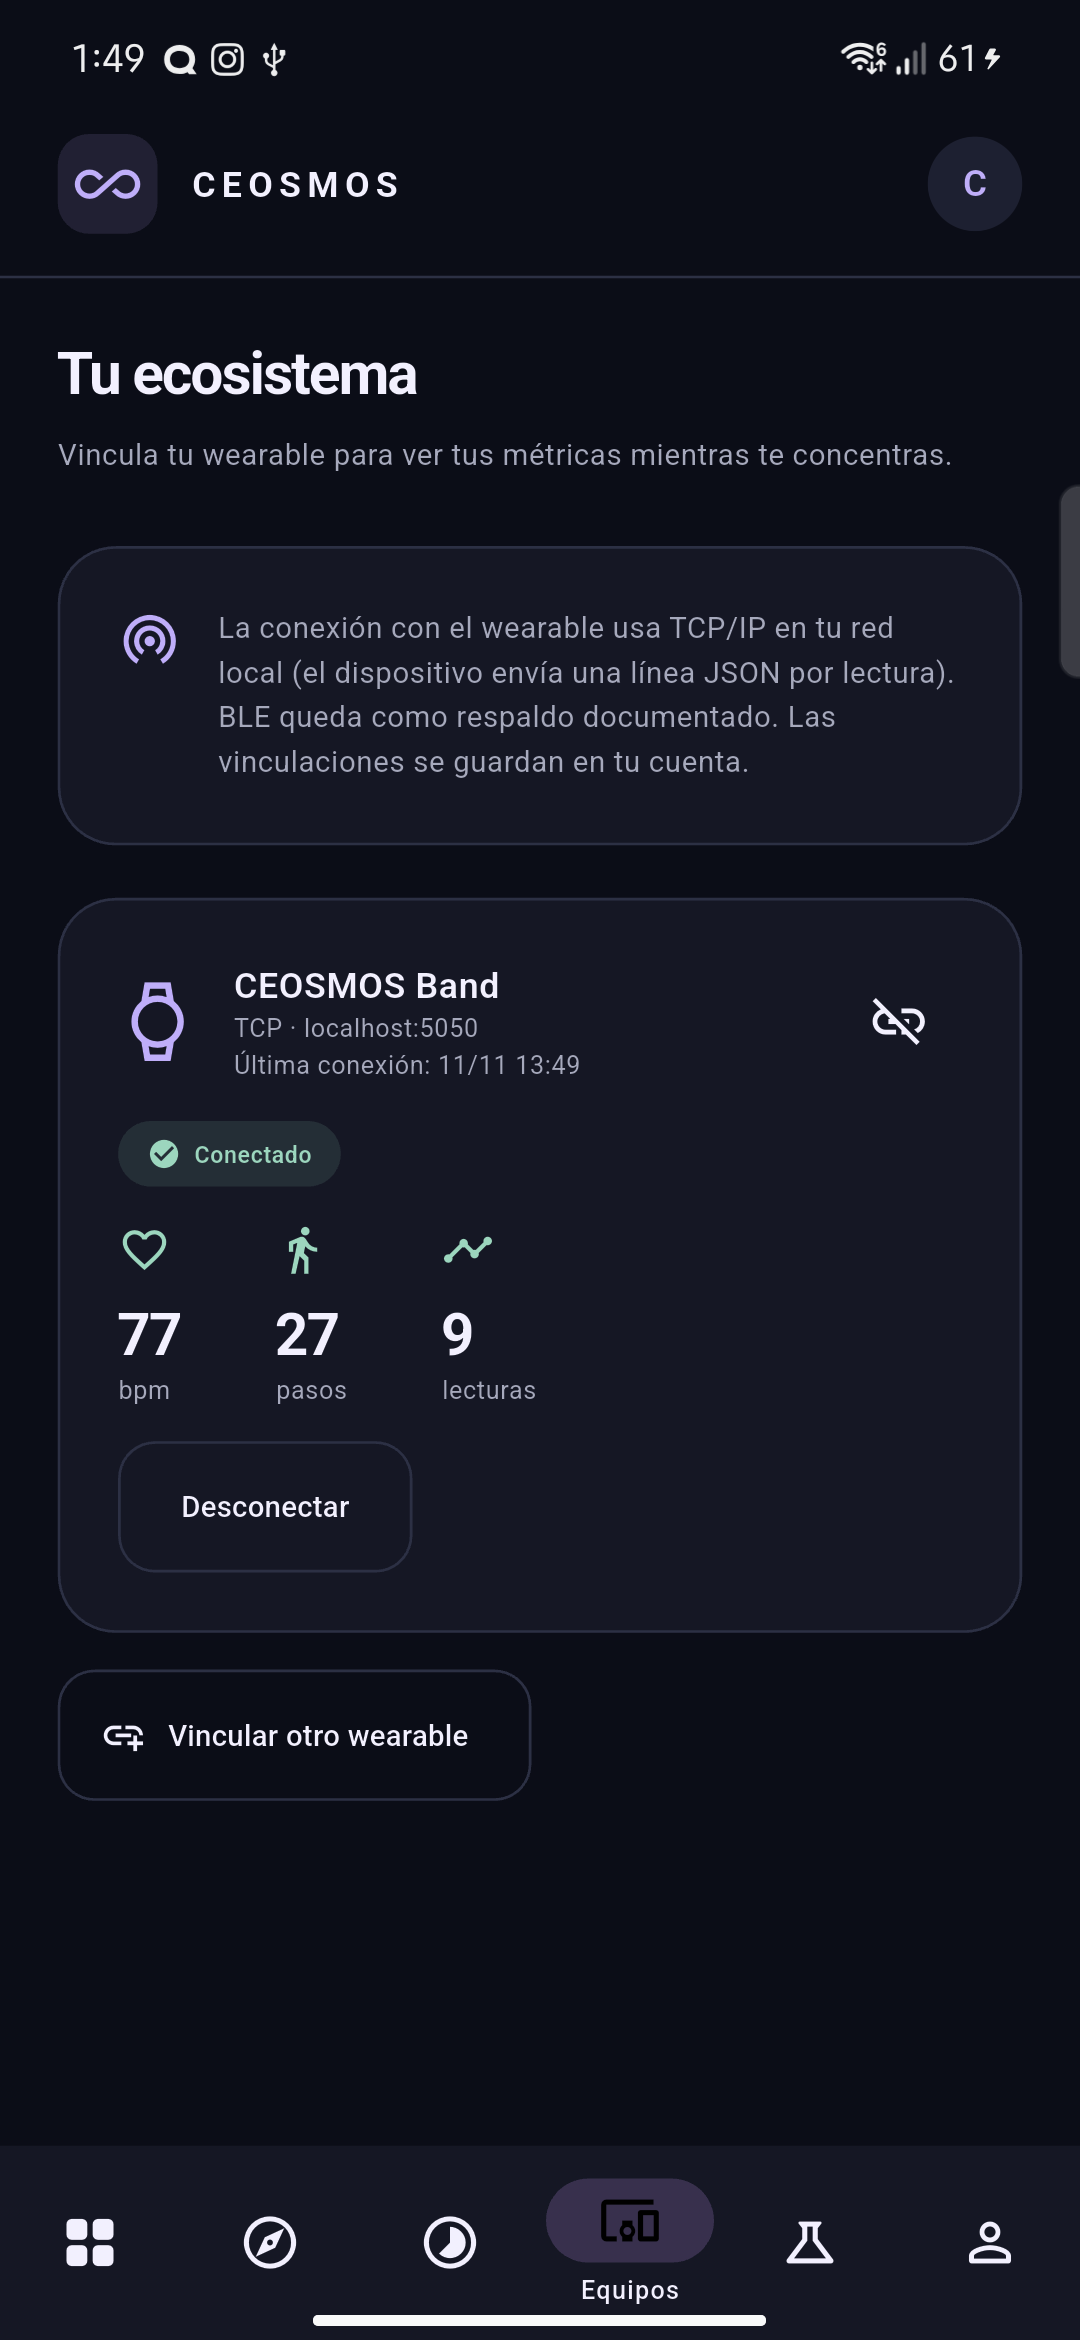 1:49
6
61
CEOSMOS
C
Tu ecosistema
Vincula tu wearable para ver tus métricas mientras te concentras.
La conexión con el wearable usa TCP/IP en tu red
local (el dispositivo envía una línea JSON por lectura).
BLE queda como respaldo documentado. Las
vinculaciones se guardan en tu cuenta.
CEOSMOS Band
TCP · localhost:5050
Última conexión: 11/11 13:49
Conectado
77
27
9
bpm
pasos
lecturas
Desconectar
Vincular otro wearable
Equipos